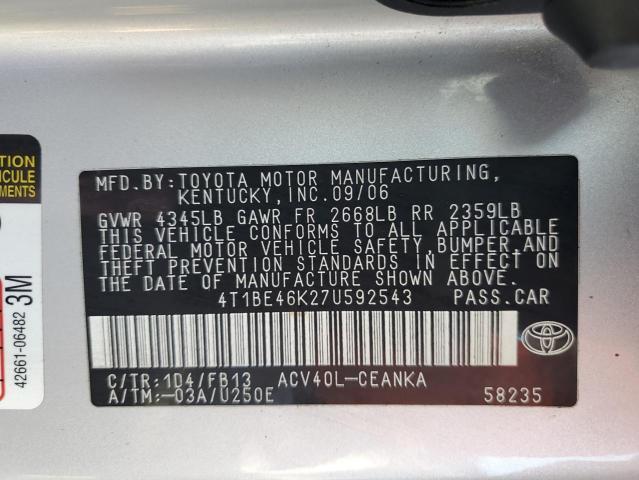 MFD.BY:TOYOTA MOTOR MANUFACTURING,
KENTUCKY,INC.09/06
GVWR 4345LB GAWR FR 2668LB RR 2359LB
THIS VEHICLE CONFORMS TO ALL APPLICABLE
FEDERAL MOTOR VEHICLE SAFETY,BUMPER,AND
THEFT PREVENTION STANDARDS IN EFFECT ON
THE DATE OF MANUFACTURE SHOWN ABOVE.
4T1BE46K27U592543 PASS.CAR
TOYOTA
C/TR:1D4/FB13 ACV40L-CEANKA
A/TM:-03A/U250E 58235
42661-06482 3M